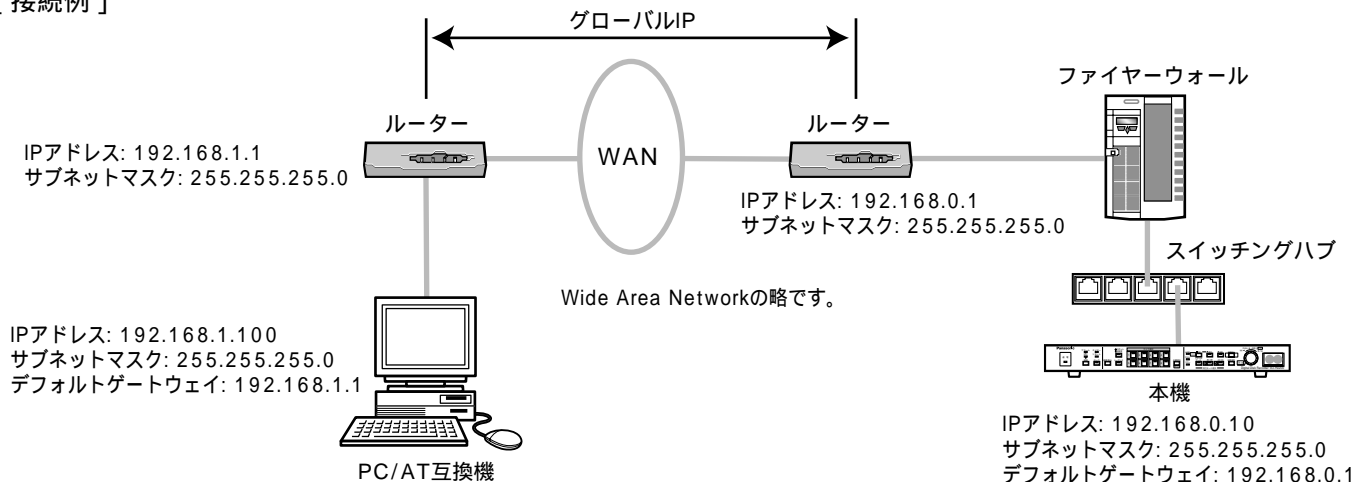 [ 接続例 ]
グローバルIP
ファイヤーウォール
ルーター
ルーター
IPアドレス: 192.168.1.1
サブネットマスク: 255.255.255.0
WAN
IPアドレス: 192.168.0.1
サブネットマスク: 255.255.255.0
スイッチングハブ
Wide Area Networkの略です。
IPアドレス: 192.168.1.100
サブネットマスク: 255.255.255.0
デフォルトゲートウェイ: 192.168.1.1
Panasonic
本機
IPアドレス: 192.168.0.10
サブネットマスク: 255.255.255.0
デフォルトゲートウェイ: 192.168.0.1
PC/AT互換機